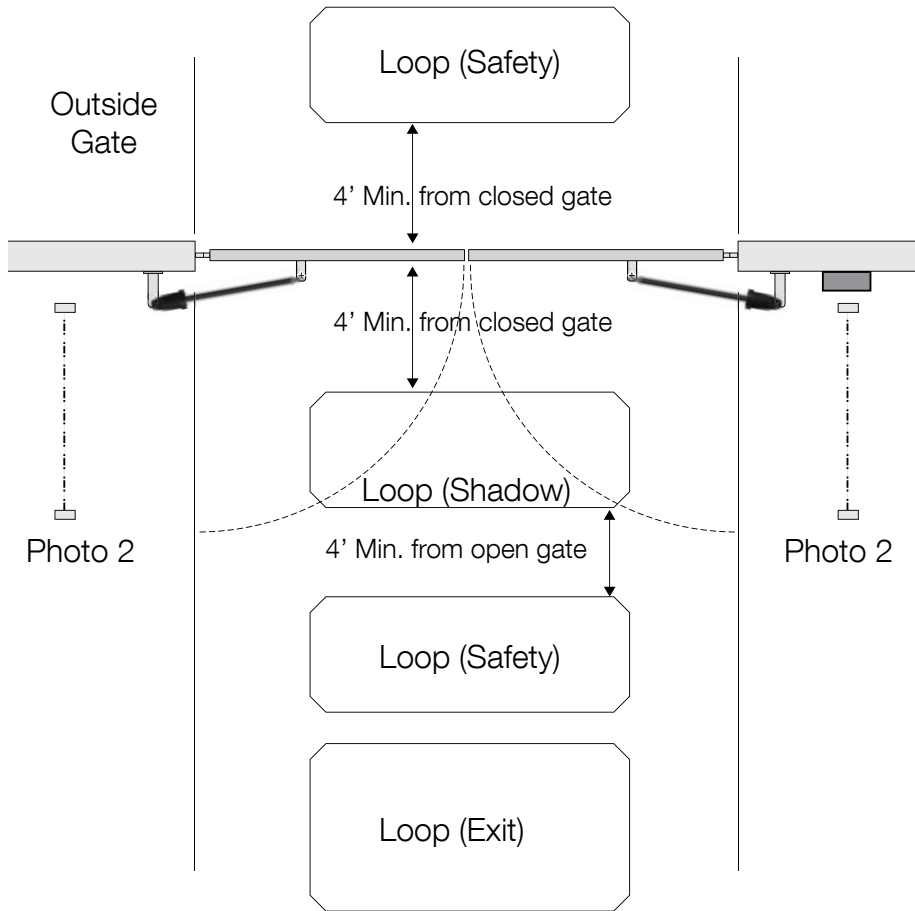 Loop (Safety)
Outside
Gate
4’ Min. from closed gate
4’ Min. from closed gate
Loop (Shadow)
Photo 2
4’ Min. from open gate
Photo 2
Loop (Safety)
Loop (Exit)